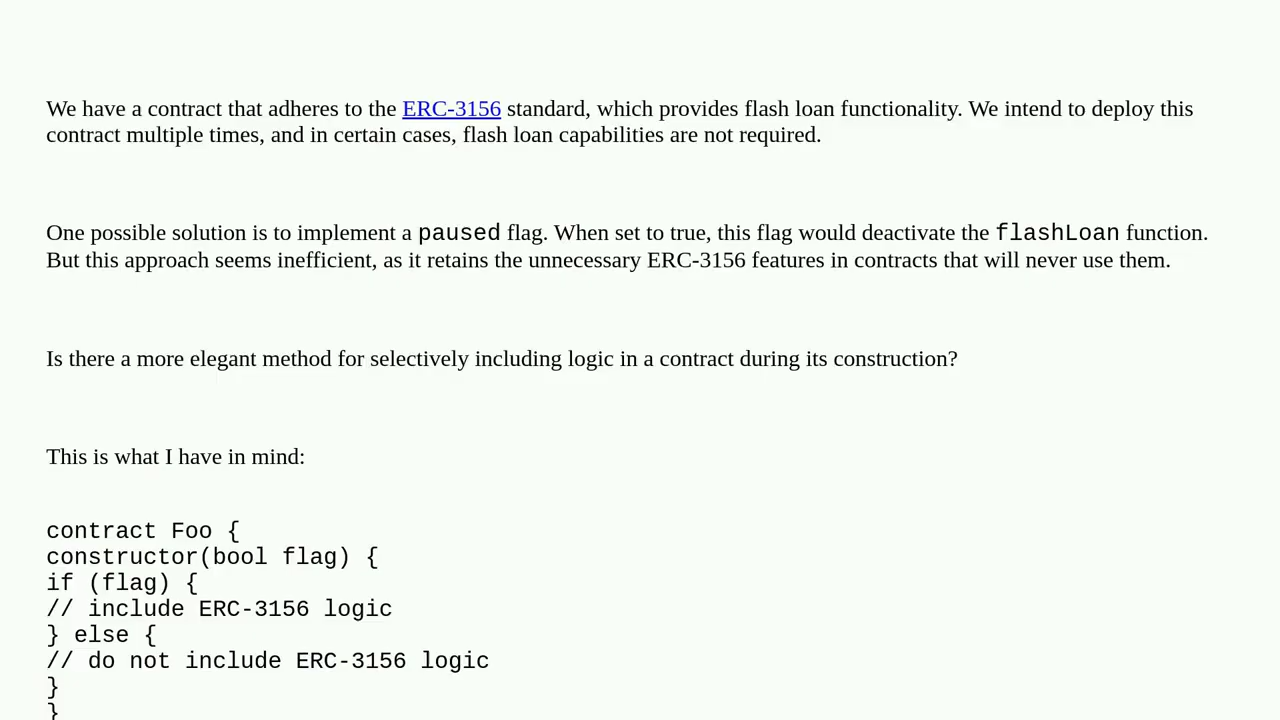 We have a contract that adheres to the ERC-3156 standard, which provides flash loan functionality. We intend to deploy this
contract multiple times, and in certain cases, flash loan capabilities are not required.
One possible solution is to implement a paused flag. When set to true, this flag would deactivate the flashLoan function.
But this approach seems inefficient, as it retains the unnecessary ERC-3156 features in contracts that will never use them.
Is there a more elegant method for selectively including logic in a contract during its construction?
This is what I have in mind:
contract Foo {
constructor(bool flag) {
if (flag) {
// include ERC-3156 logic
} else {
// do not include ERC-3156 logic
}
}